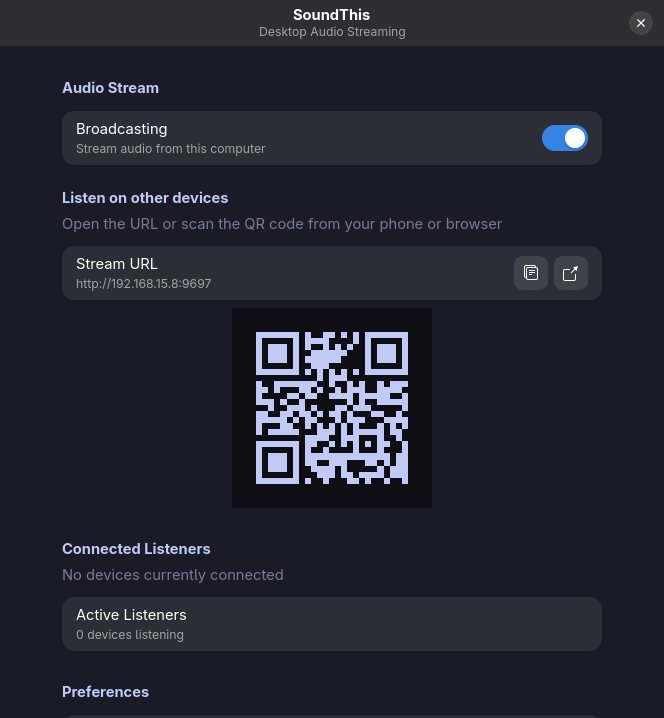 SoundThis
Desktop Audio Streaming
Audio Stream
Broadcasting
Stream audio from this computer
Listen on other devices
Open the URL or scan the QR code from your phone or browser
Stream URL
http://192.168.15.8:9697
Connected Listeners
No devices currently connected
Active Listeners
0 devices listening
Preferences